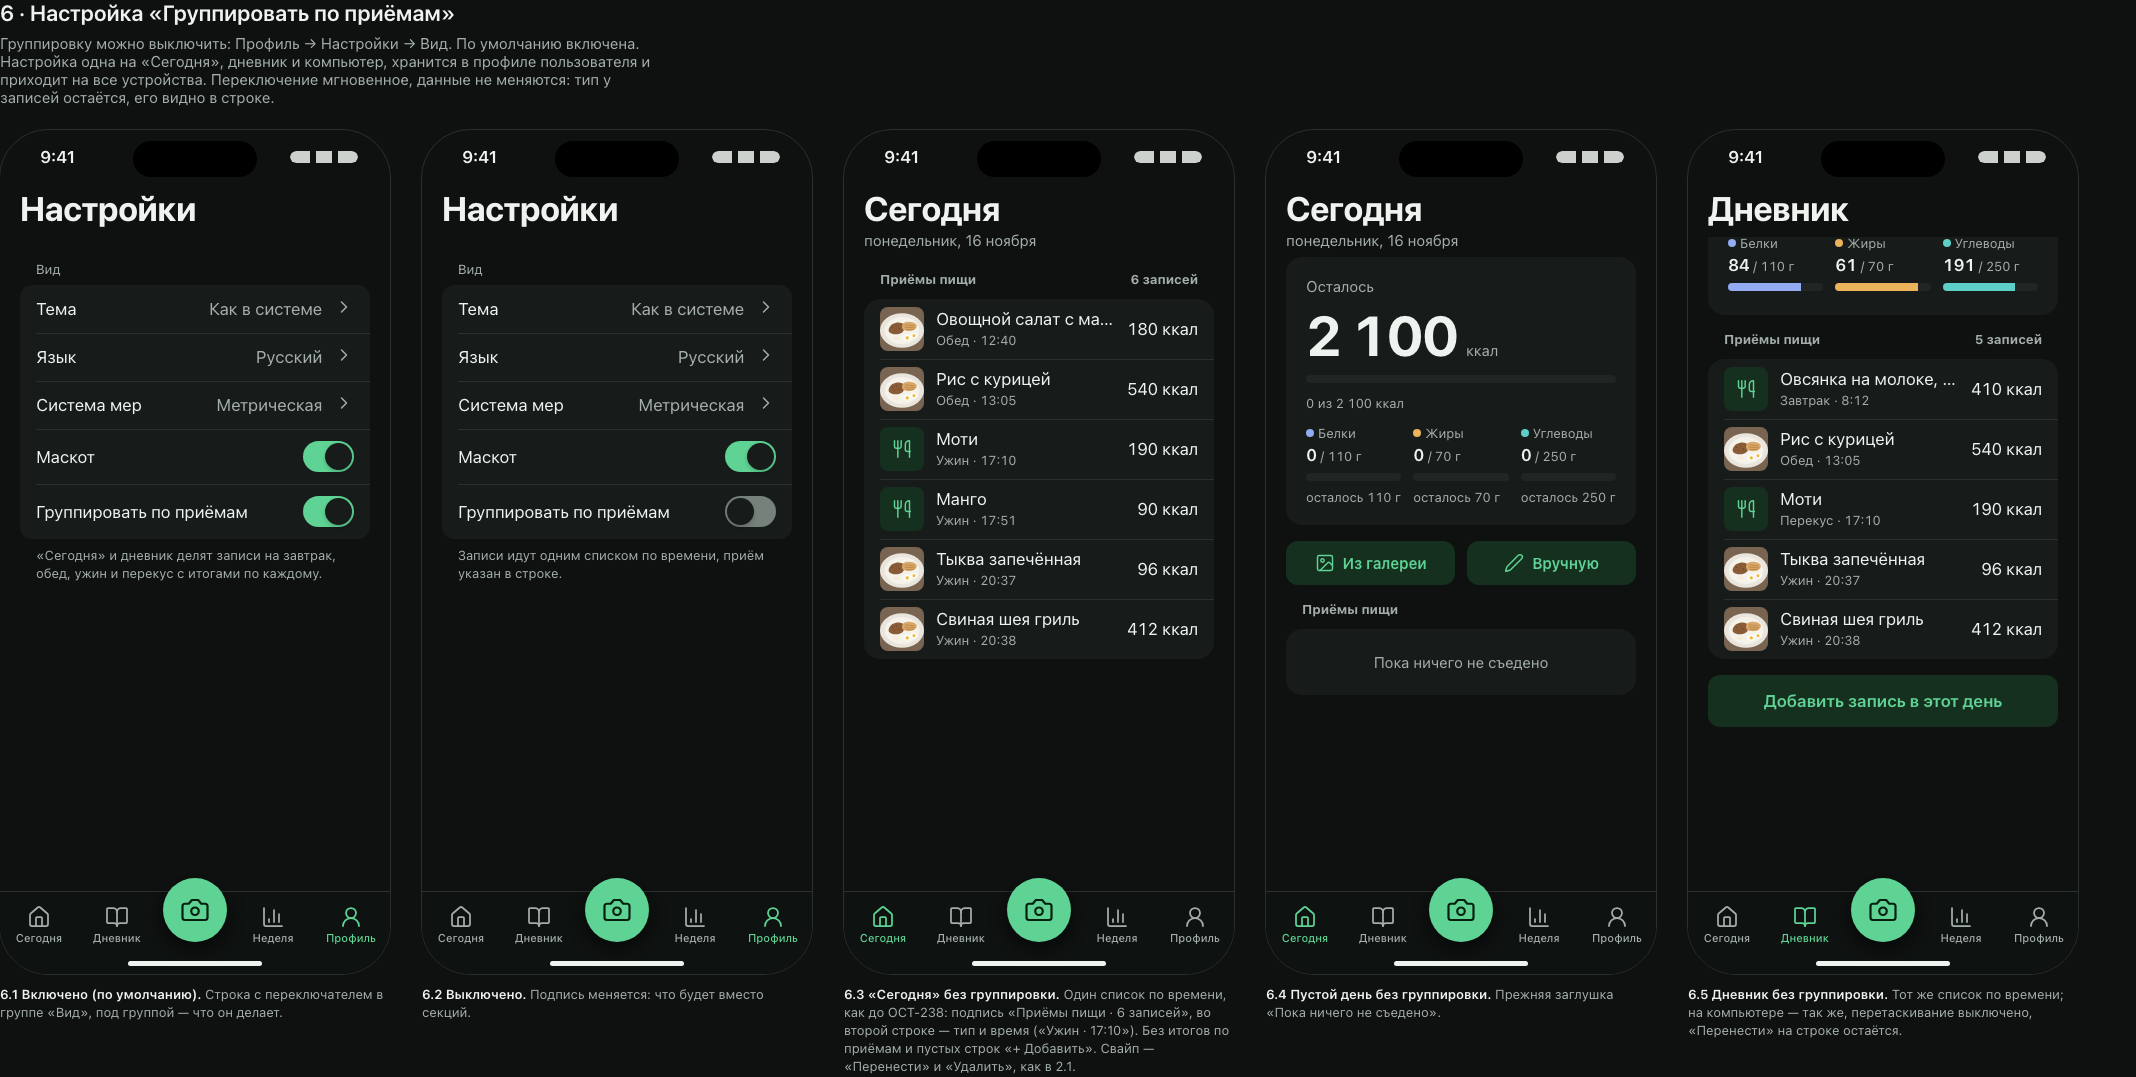 6 · Настройка «Группировать по приёмам»
Группировку можно выключить: Профиль → Настройки → Вид. По умолчанию включена.
Настройка одна на «Сегодня», дневник и компьютер, хранится в профиле пользователя и
приходит на все устройства. Переключение мгновенное, данные не меняются: тип у
записей остаётся, его видно в строке.
9:41
Настройки
Вид
Тема
Как в системе
Язык
Русский
Система мер
Метрическая
Маскот
Группировать по приёмам
«Сегодня» и дневник делят записи на завтрак,
обед, ужин и перекус с итогами по каждому.
Сегодня
Дневник
Неделя
Профиль
6.1 Включено (по умолчанию). Строка с переключателем в
группе «Вид», под группой — что он делает.
9:41
Настройки
Вид
Тема
Как в системе
Язык
Русский
Система мер
Метрическая
Маскот
Группировать по приёмам
Записи идут одним списком по времени, приём
указан в строке.
Сегодня
Дневник
Неделя
Профиль
6.2 Выключено. Подпись меняется: что будет вместо
секций.
9:41
Сегодня
понедельник, 16 ноября
Приёмы пищи
6 записей
Овощной салат с ма...
180 ккал
Обед · 12:40
Рис с курицей
540 ккал
Обед · 13:05
Моти
190 ккал
Ужин · 17:10
Манго
90 ккал
Ужин · 17:51
Тыква запечённая
96 ккал
Ужин · 20:37
Свиная шея гриль
412 ккал
Ужин · 20:38
Сегодня
Дневник
Неделя
Профиль
6.3 «Сегодня» без группировки. Один список по времени,
как до ОСТ-238: подпись «Приёмы пищи · 6 записей», во
второй строке — тип и время («Ужин · 17:10»). Без итогов по
приёмам и пустых строк «+ Добавить». Свайп —
«Перенести» и «Удалить», как в 2.1.
9:41
Сегодня
понедельник, 16 ноября
Осталось
2 100 ккал
0 из 2 100 ккал
Белки
Жиры
Углеводы
0 / 110 г
0 / 70 г
0 / 250 г
осталось 110 г
осталось 70 г
осталось 250 г
Из галереи
Вручную
Приёмы пищи
Пока ничего не съедено
Сегодня
Дневник
Неделя
Профиль
6.4 Пустой день без группировки. Прежняя заглушка
«Пока ничего не съедено».
9:41
Дневник
Белки
Жиры
Углеводы
84 / 110 г
61 / 70 г
191 / 250 г
Приёмы пищи
5 записей
Овсянка на молоке, ...
410 ккал
Завтрак · 8:12
Рис с курицей
540 ккал
Обед · 13:05
Моти
190 ккал
Перекус · 17:10
Тыква запечённая
96 ккал
Ужин · 20:37
Свиная шея гриль
412 ккал
Ужин · 20:38
Добавить запись в этот день
Сегодня
Дневник
Неделя
Профиль
6.5 Дневник без группировки. Тот же список по времени;
на компьютере — так же, перетаскивание выключено,
«Перенести» на строке остаётся.